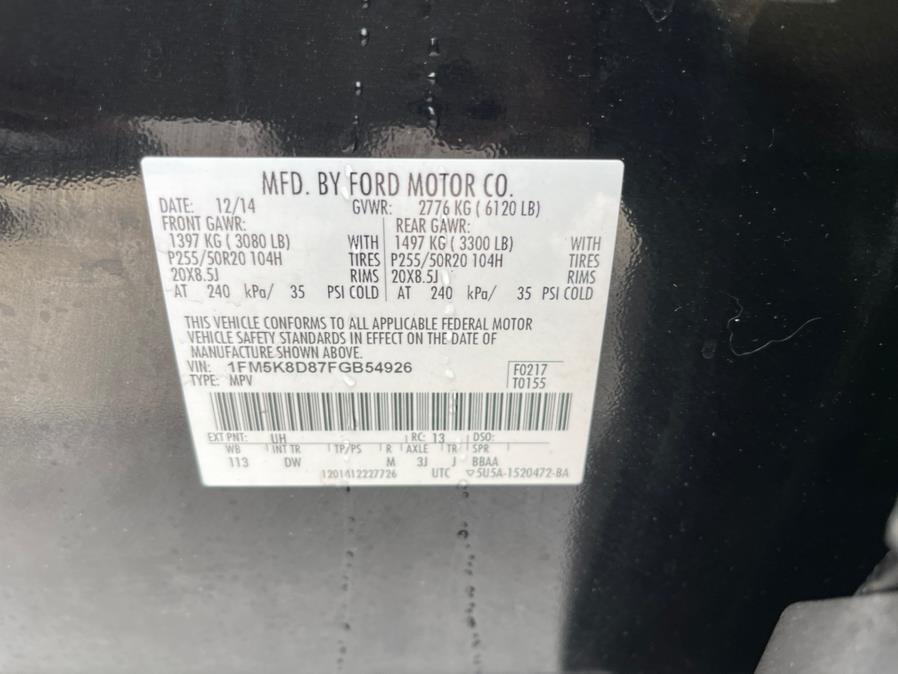 MFD. BY FORD MOTOR CO.
DATE: 12/14 GVWR: 2776 KG ( 6120 LB)
FRONT GAWR: REAR GAWR:
1397 KG ( 3080 LB) WITH 1497 KG ( 3300 LB) WITH
P255/50R20 104H TIRES P255/50R20 104H TIRES
20X8.5J RIMS 20X8.5J RIMS
AT 240 kPa/ 35 PSI COLD AT 240 kPa/ 35 PSI COLD
THIS VEHICLE CONFORMS TO ALL APPLICABLE FEDERAL MOTOR
VEHICLE SAFETY STANDARDS IN EFFECT ON THE DATE OF
MANUFACTURE SHOWN ABOVE.
VIN: 1FM5K8D87FGB54926 F0217
TYPE: MPV T0155
EXT PNT: UH RC: 13 DSO:
WB INT TR TP/PS R AXLE TR SPR
113 DW M 3J J BBAA
1201412227726 UTC ▽5U5A-1520472-BA